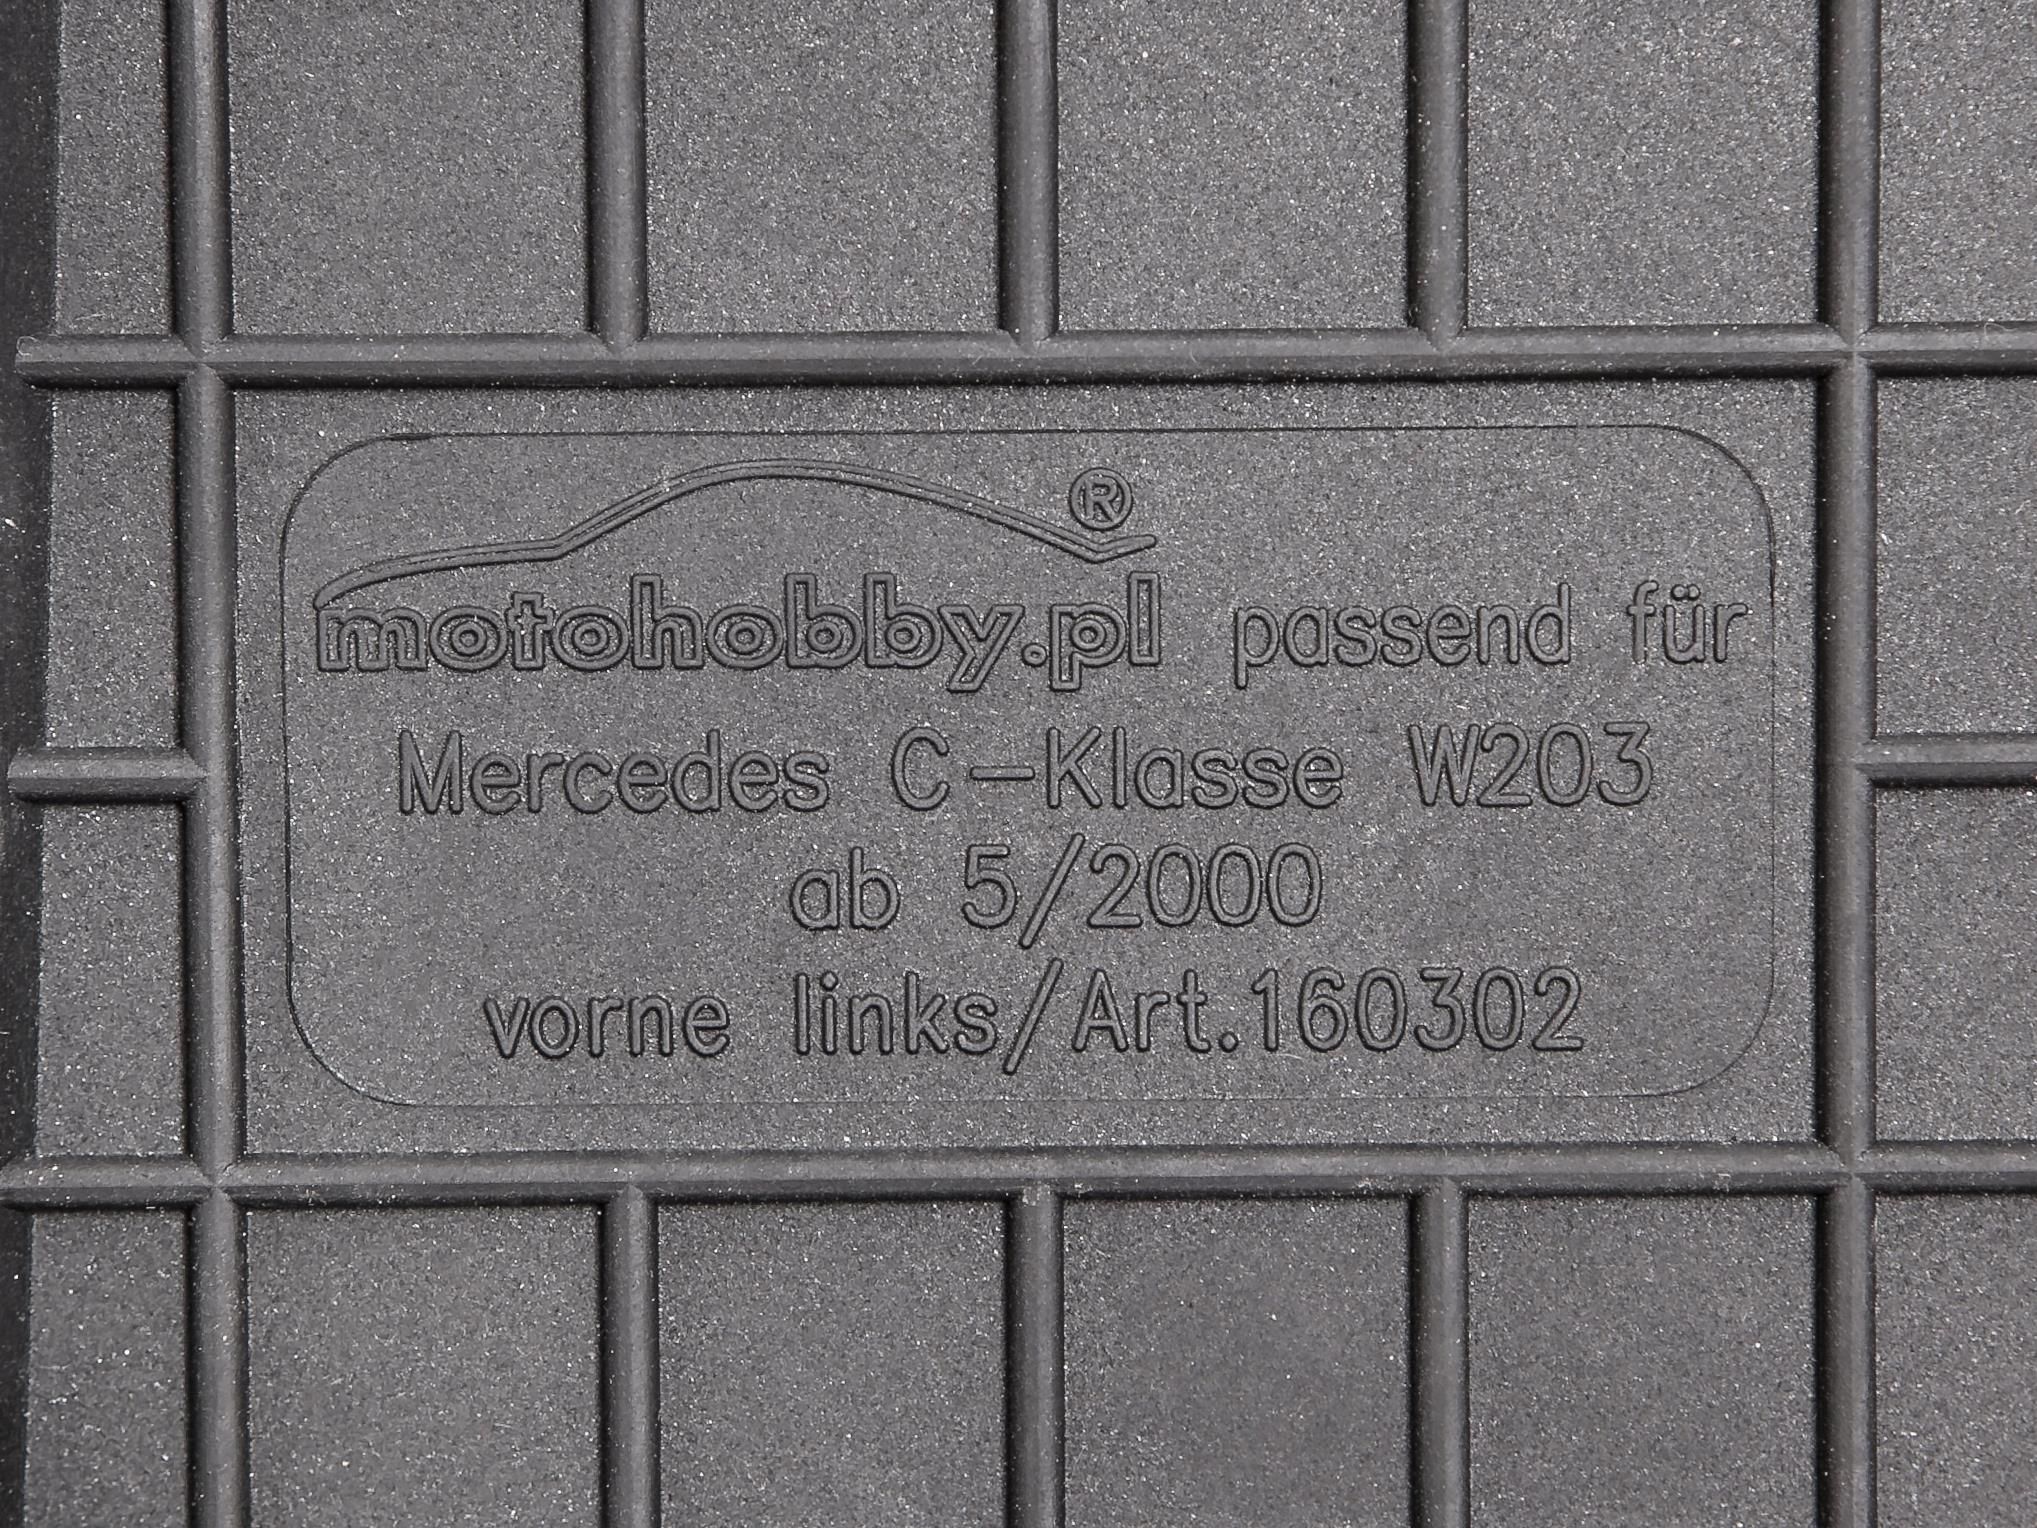 motohobby.pl® passend für
Mercedes C-Klasse W203
ab 5/2000
vorne links/Art.160302